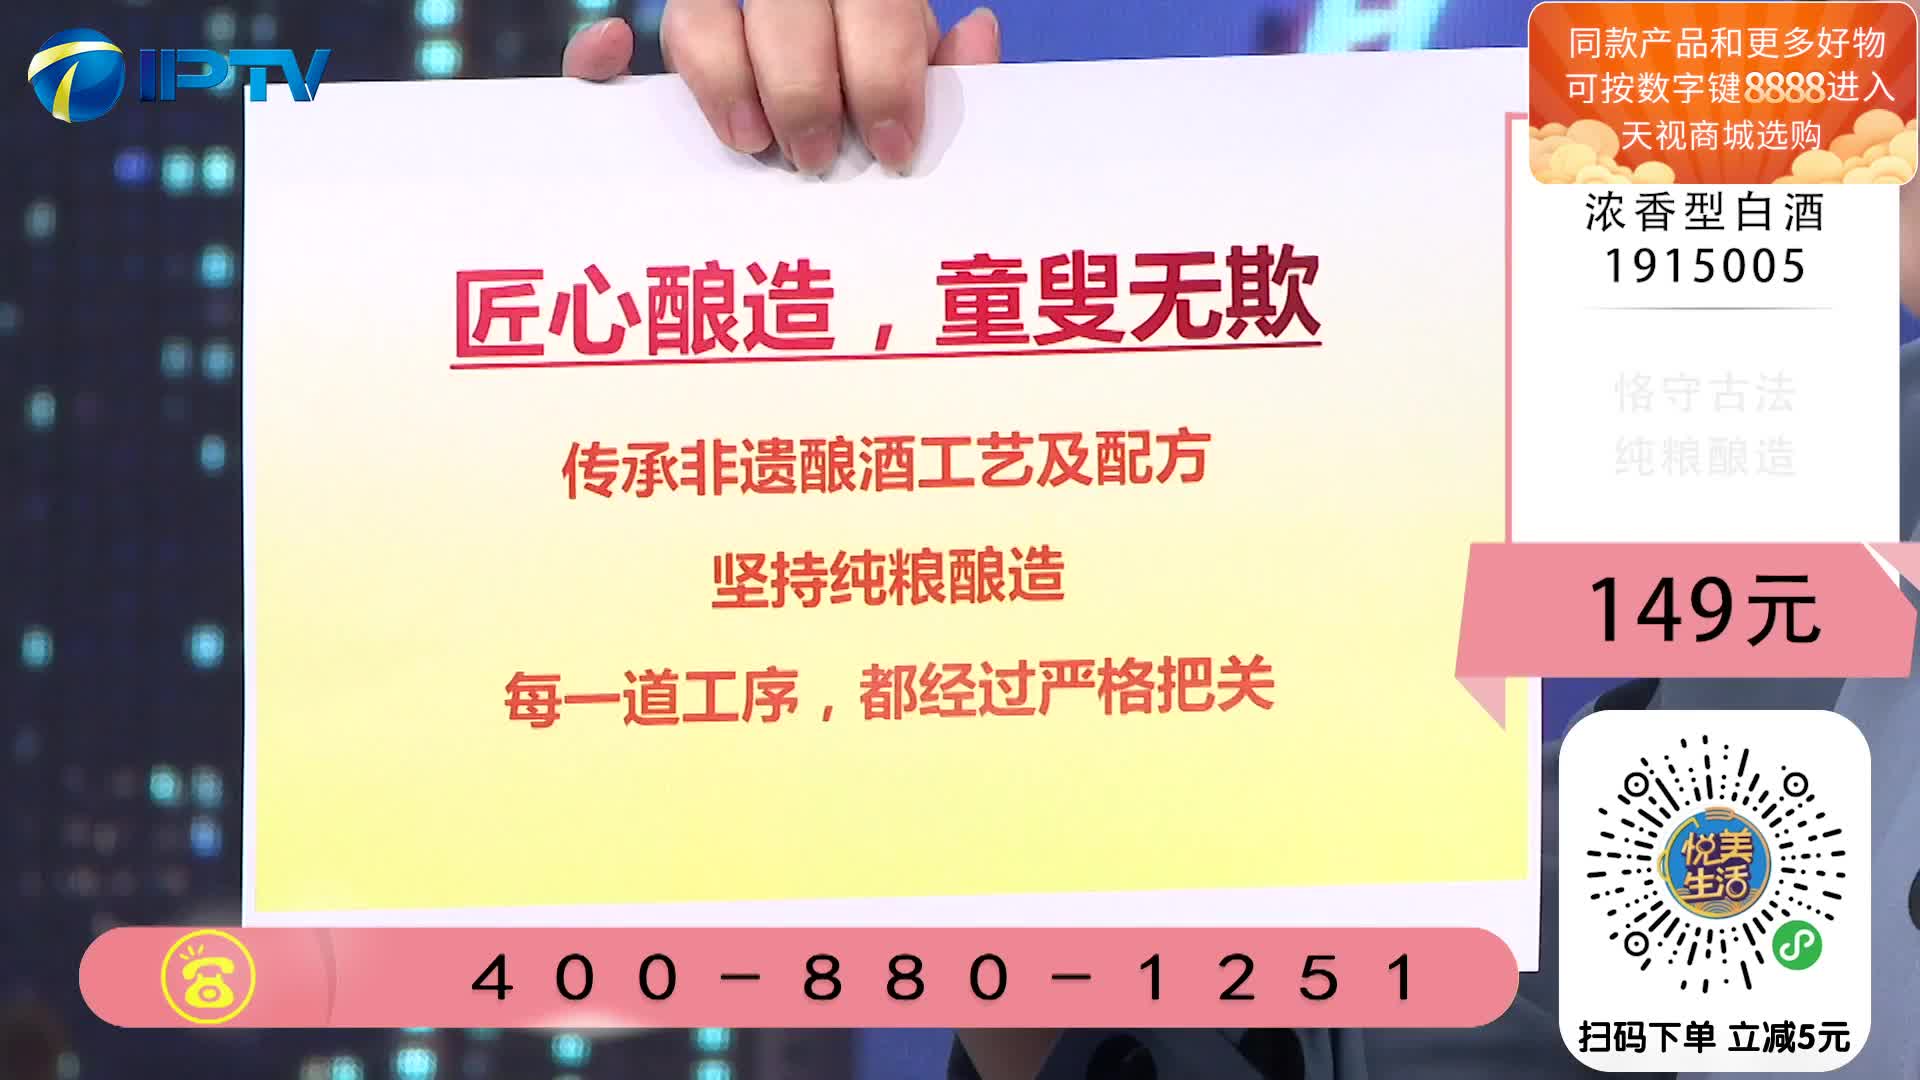 IPTV
同款产品和更多好物
可按数字键8888进入
天视商城选购
匠心酿造，童叟无欺
传承非遗酿酒工艺及配方
坚持纯粮酿造
每一道工序，都经过严格把关
浓香型白酒
1915005
恪守古法
纯粮酿造
149元
悦美
生活
扫码下单 立减5元
400-880-1251